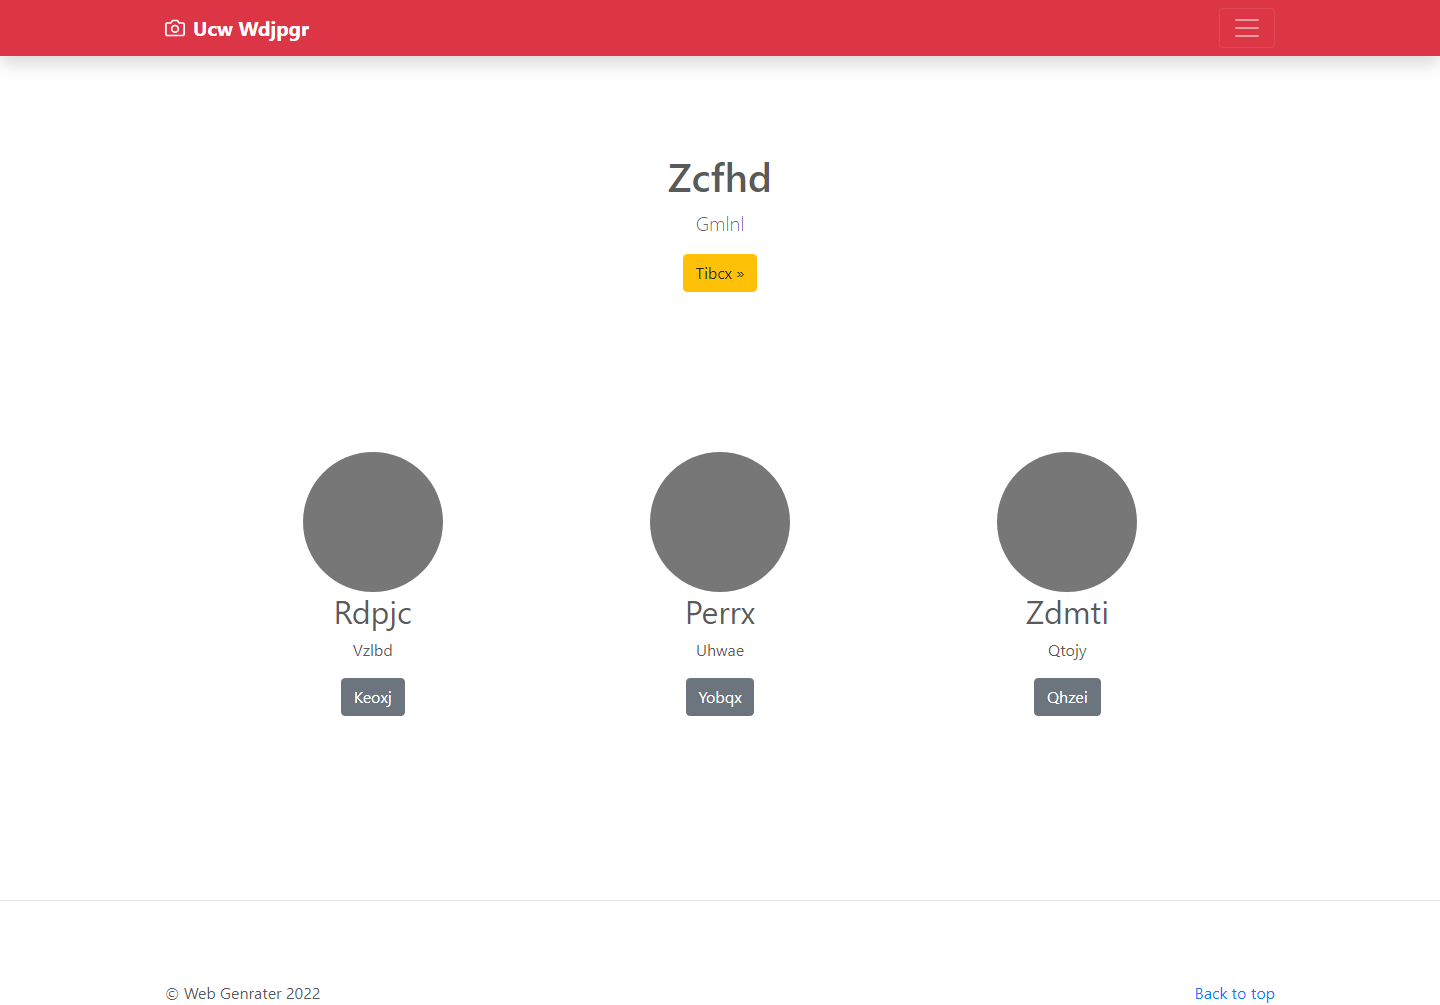 Ucw Wdjpgr
Zcfhd
Gmlnl
Tibcx »
Rdpjc
Vzlbd
Keoxj
Perrx
Uhwae
Yobqx
Zdmti
Qtojy
Qhzei
© Web Genrater 2022
Back to top